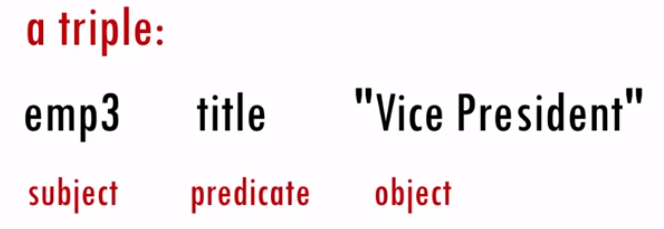 a triple:
emp3 title "Vice President"
subject predicate object